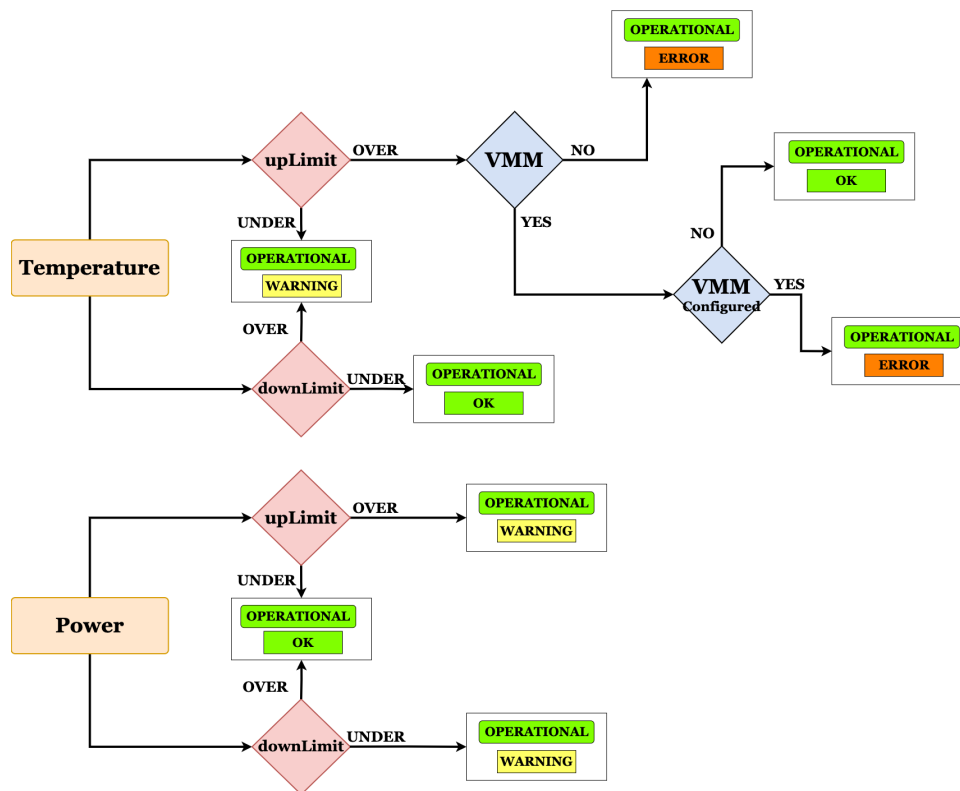 OPERATIONAL
ERROR
upLimit
OVER
VMM
NO
OPERATIONAL
OK
UNDER
YES
NO
Temperature
OPERATIONAL
WARNING
VMM
Configured
YES
OVER
OPERATIONAL
ERROR
downLimit
UNDER
OPERATIONAL
OK
upLimit
OVER
OPERATIONAL
WARNING
UNDER
Power
OPERATIONAL
OK
OVER
downLimit
UNDER
OPERATIONAL
WARNING